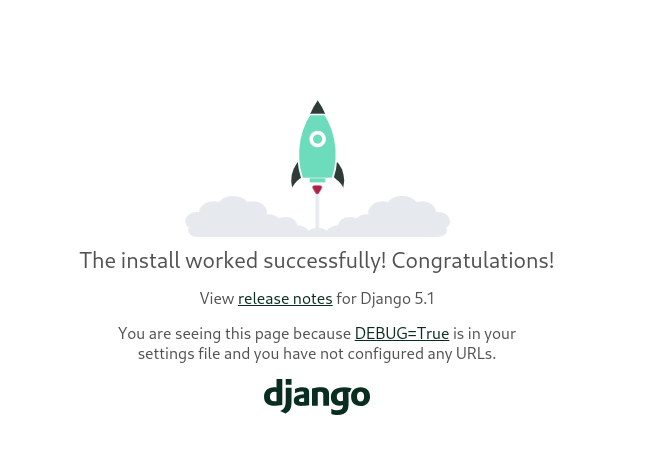 The install worked successfully! Congratulations!
View release notes for Django 5.1
You are seeing this page because DEBUG=True is in your
settings file and you have not configured any URLs.
django